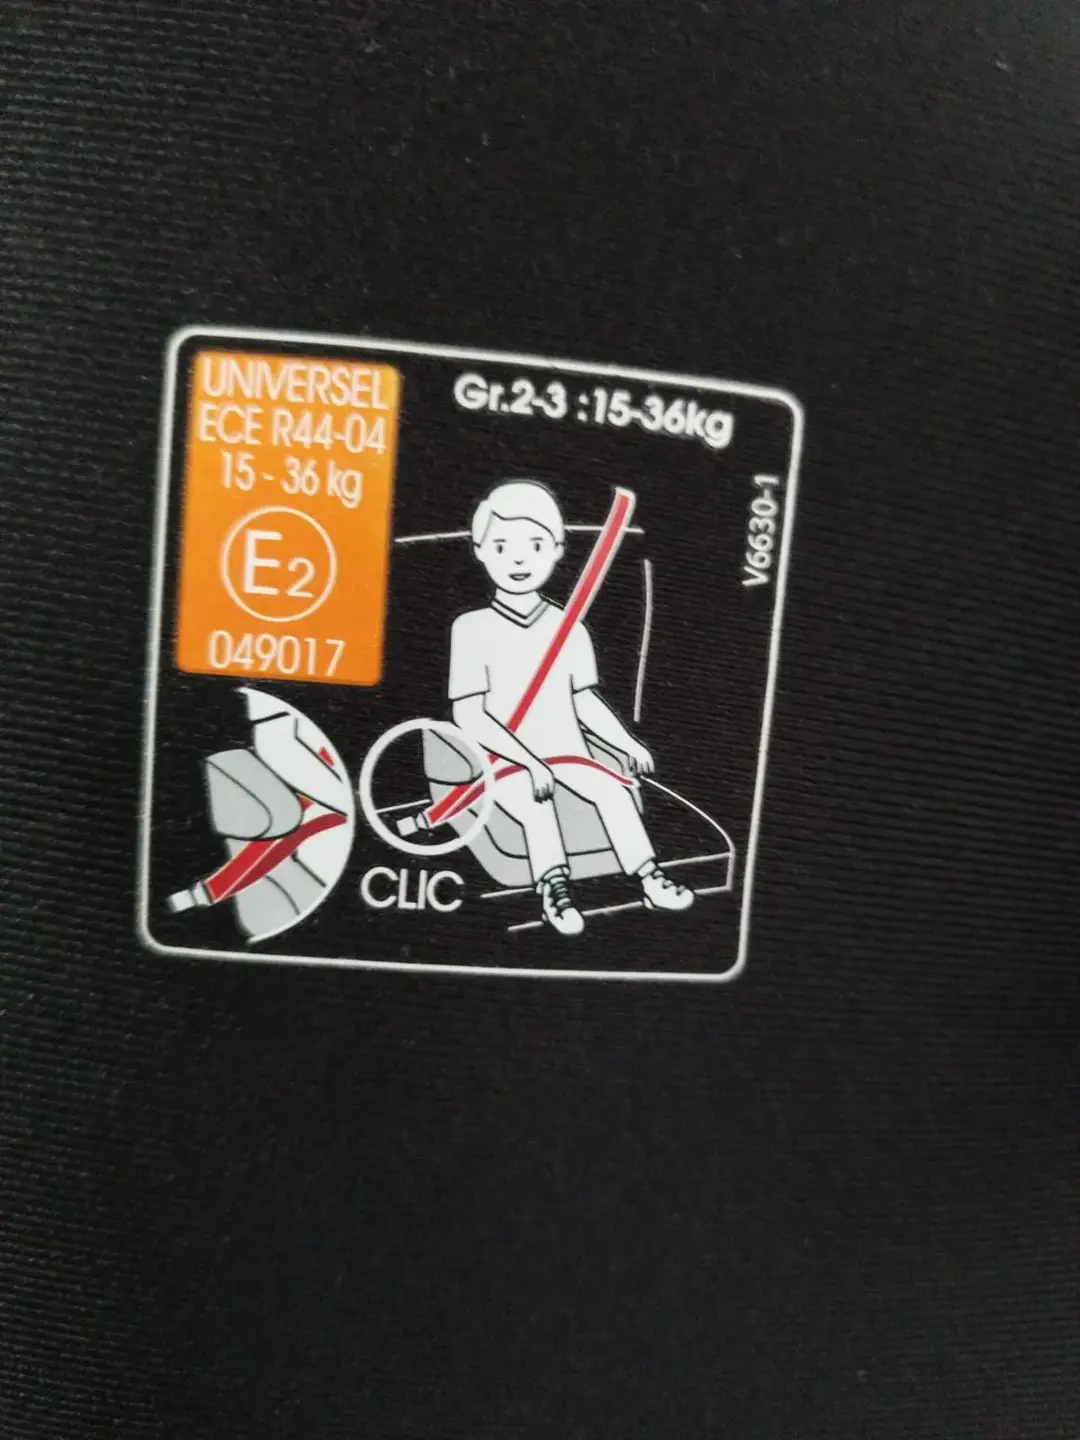 UNIVERSEL
ECE R44-04
15 - 36 kg
E2
049017
Gr.2-3 :15-36kg
V6630-1
CLIC